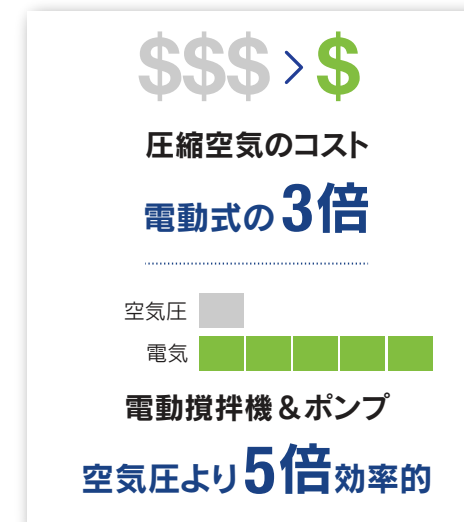 $$$ > $
圧縮空気のコスト
電動式の3倍
空気圧
電気
電動撹拌機＆ポンプ
空気圧より5倍効率的